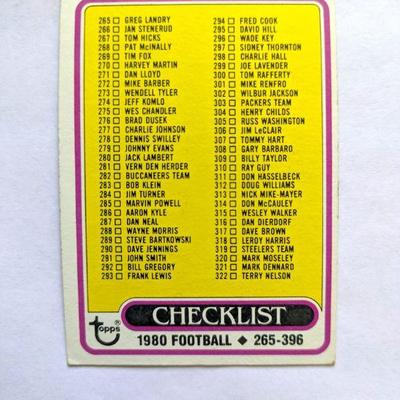 265 GREG LANDRY
266 JAN STENERUD
267 TOM HICKS
268 PAT McINALLY
269 TIM FOX
270 HARVEY MARTIN
271 DAN LLOYD
272 MIKE BARBER
273 WENDELL TYLER
274 JEFF KOMLO
275 WES CHANDLER
276 BRAD DUSEK
277 CHARLIE JOHNSON
278 DENNIS SWILLEY
279 JOHNNY EVANS
280 JACK LAMBERT
281 VERN DEN HERDER
282 BUCCANEERS TEAM
283 BOB KLEIN
284 JIM TURNER
285 MARVIN POWELL
286 AARON KYLE
287 DAN NEAL
288 WAYNE MORRIS
289 STEVE BARTKOWSKI
290 DAVE JENNINGS
291 JOHN SMITH
292 BILL GREGORY
293 FRANK LEWIS
294 FRED COOK
295 DAVID HILL
296 WADE KEY
297 SIDNEY THORNTON
298 CHARLIE HALL
299 JOE LAVENDER
300 TOM RAFFERTY
301 MIKE RENFRO
302 WILBUR JACKSON
303 PACKERS TEAM
304 HENRY CHILDS
305 RUSS WASHINGTON
306 JIM LeCLAIR
307 TOMMY HART
308 GARY BARBARO
309 BILLY TAYLOR
310 RAY GUY
311 DON HASSELBECK
312 DOUG WILLIAMS
313 NICK MIKE-MAYER
314 DON McCAULEY
315 WESLEY WALKER
316 DAN DIERDORF
317 DAVE BROWN
318 LEROY HARRIS
319 STEELERS TEAM
320 MARK MOSELEY
321 MARK DENNARD
322 TERRY NELSON
topps®
CHECKLIST
1980 FOOTBALL ◆ 265-396